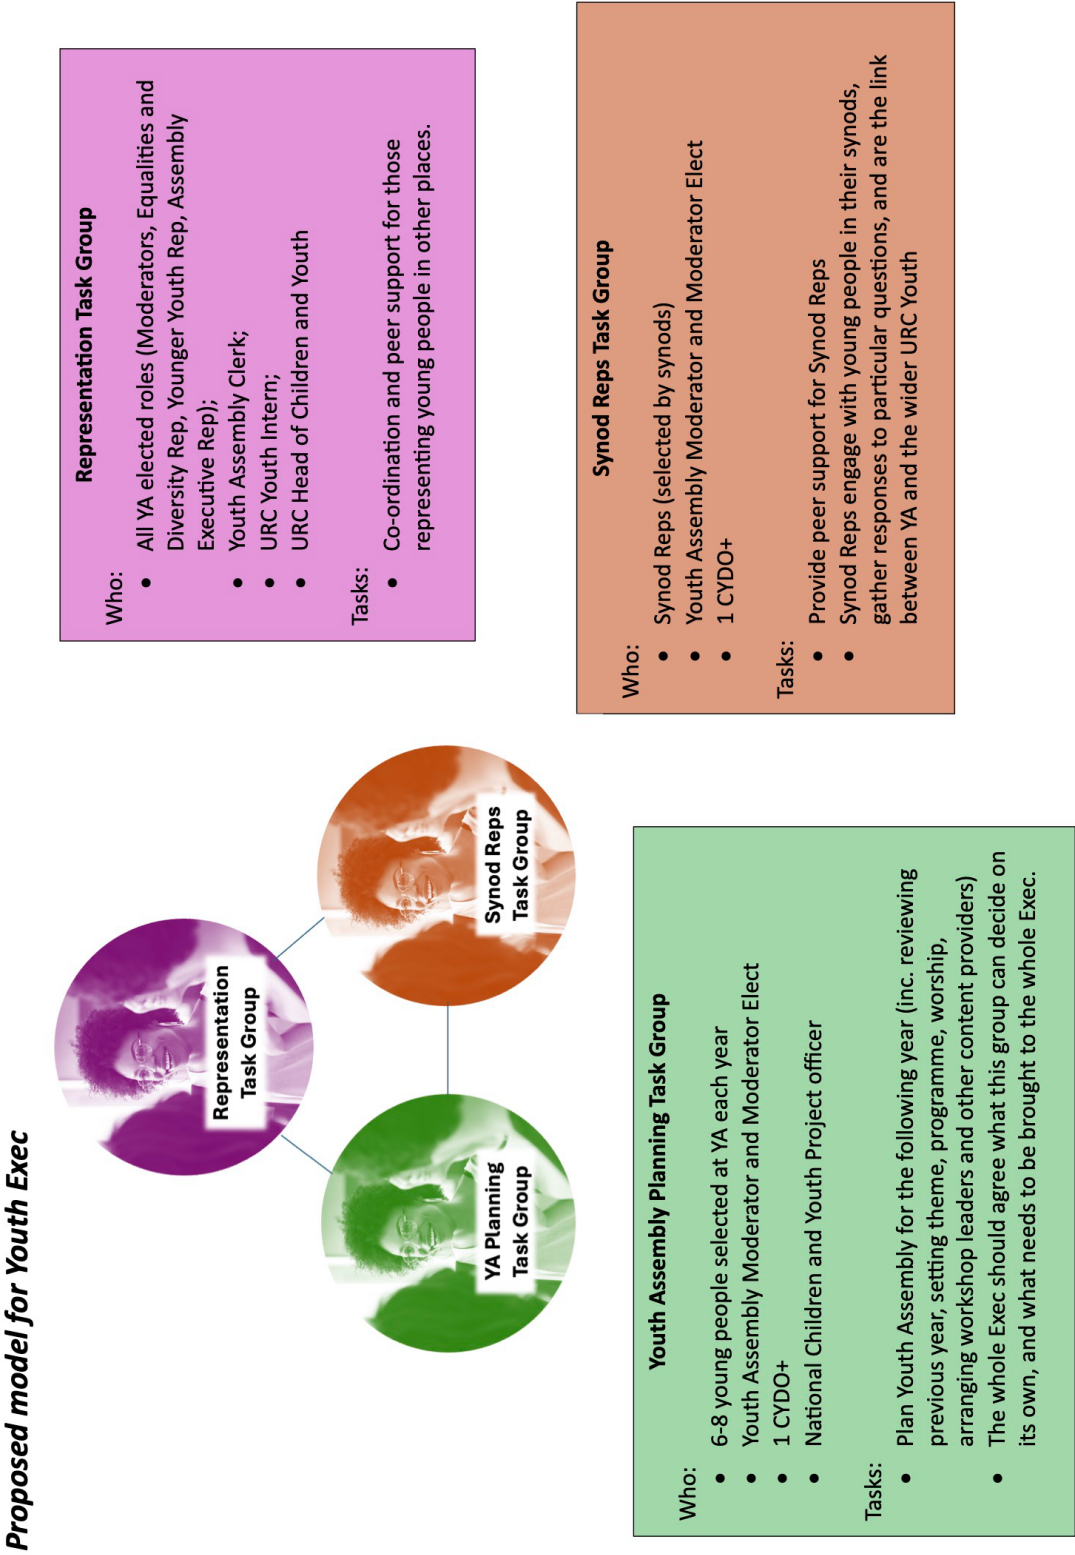 Proposed model for Youth Exec
Representation
Task Group
YA Planning
Task Group
Synod Reps
Task Group
Representation Task Group
Who:
• All YA elected roles (Moderators, Equalities and
Diversity Rep, Younger Youth Rep, Assembly
Executive Rep);
• Youth Assembly Clerk;
• URC Youth Intern;
• URC Head of Children and Youth
Tasks:
• Co-ordination and peer support for those
representing young people in other places.
Youth Assembly Planning Task Group
Who:
• 6-8 young people selected at YA each year
• Youth Assembly Moderator and Moderator Elect
• 1 CYDO+
• National Children and Youth Project officer
Tasks:
• Plan Youth Assembly for the following year (inc. reviewing
previous year, setting theme, programme, worship,
arranging workshop leaders and other content providers)
• The whole Exec should agree what this group can decide on
its own, and what needs to be brought to the whole Exec.
Synod Reps Task Group
Who:
• Synod Reps (selected by synods)
• Youth Assembly Moderator and Moderator Elect
• 1 CYDO+
Tasks:
• Provide peer support for Synod Reps
• Synod Reps engage with young people in their synods,
gather responses to particular questions, and are the link
between YA and the wider URC Youth